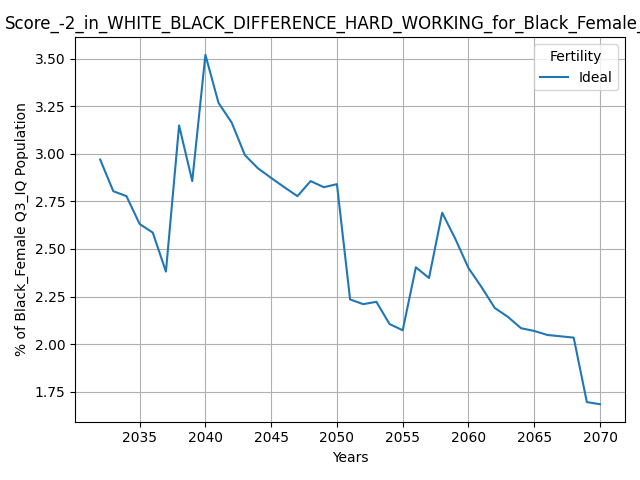 Score_-2_in_WHITE_BLACK_DIFFERENCE_HARD_WORKING_for_Black_Female_
Fertility
Ideal
% of Black_Female Q3_IQ Population
3.50
3.25
3.00
2.75
2.50
2.25
2.00
1.75
2035 2040 2045 2050 2055 2060 2065 2070
Years